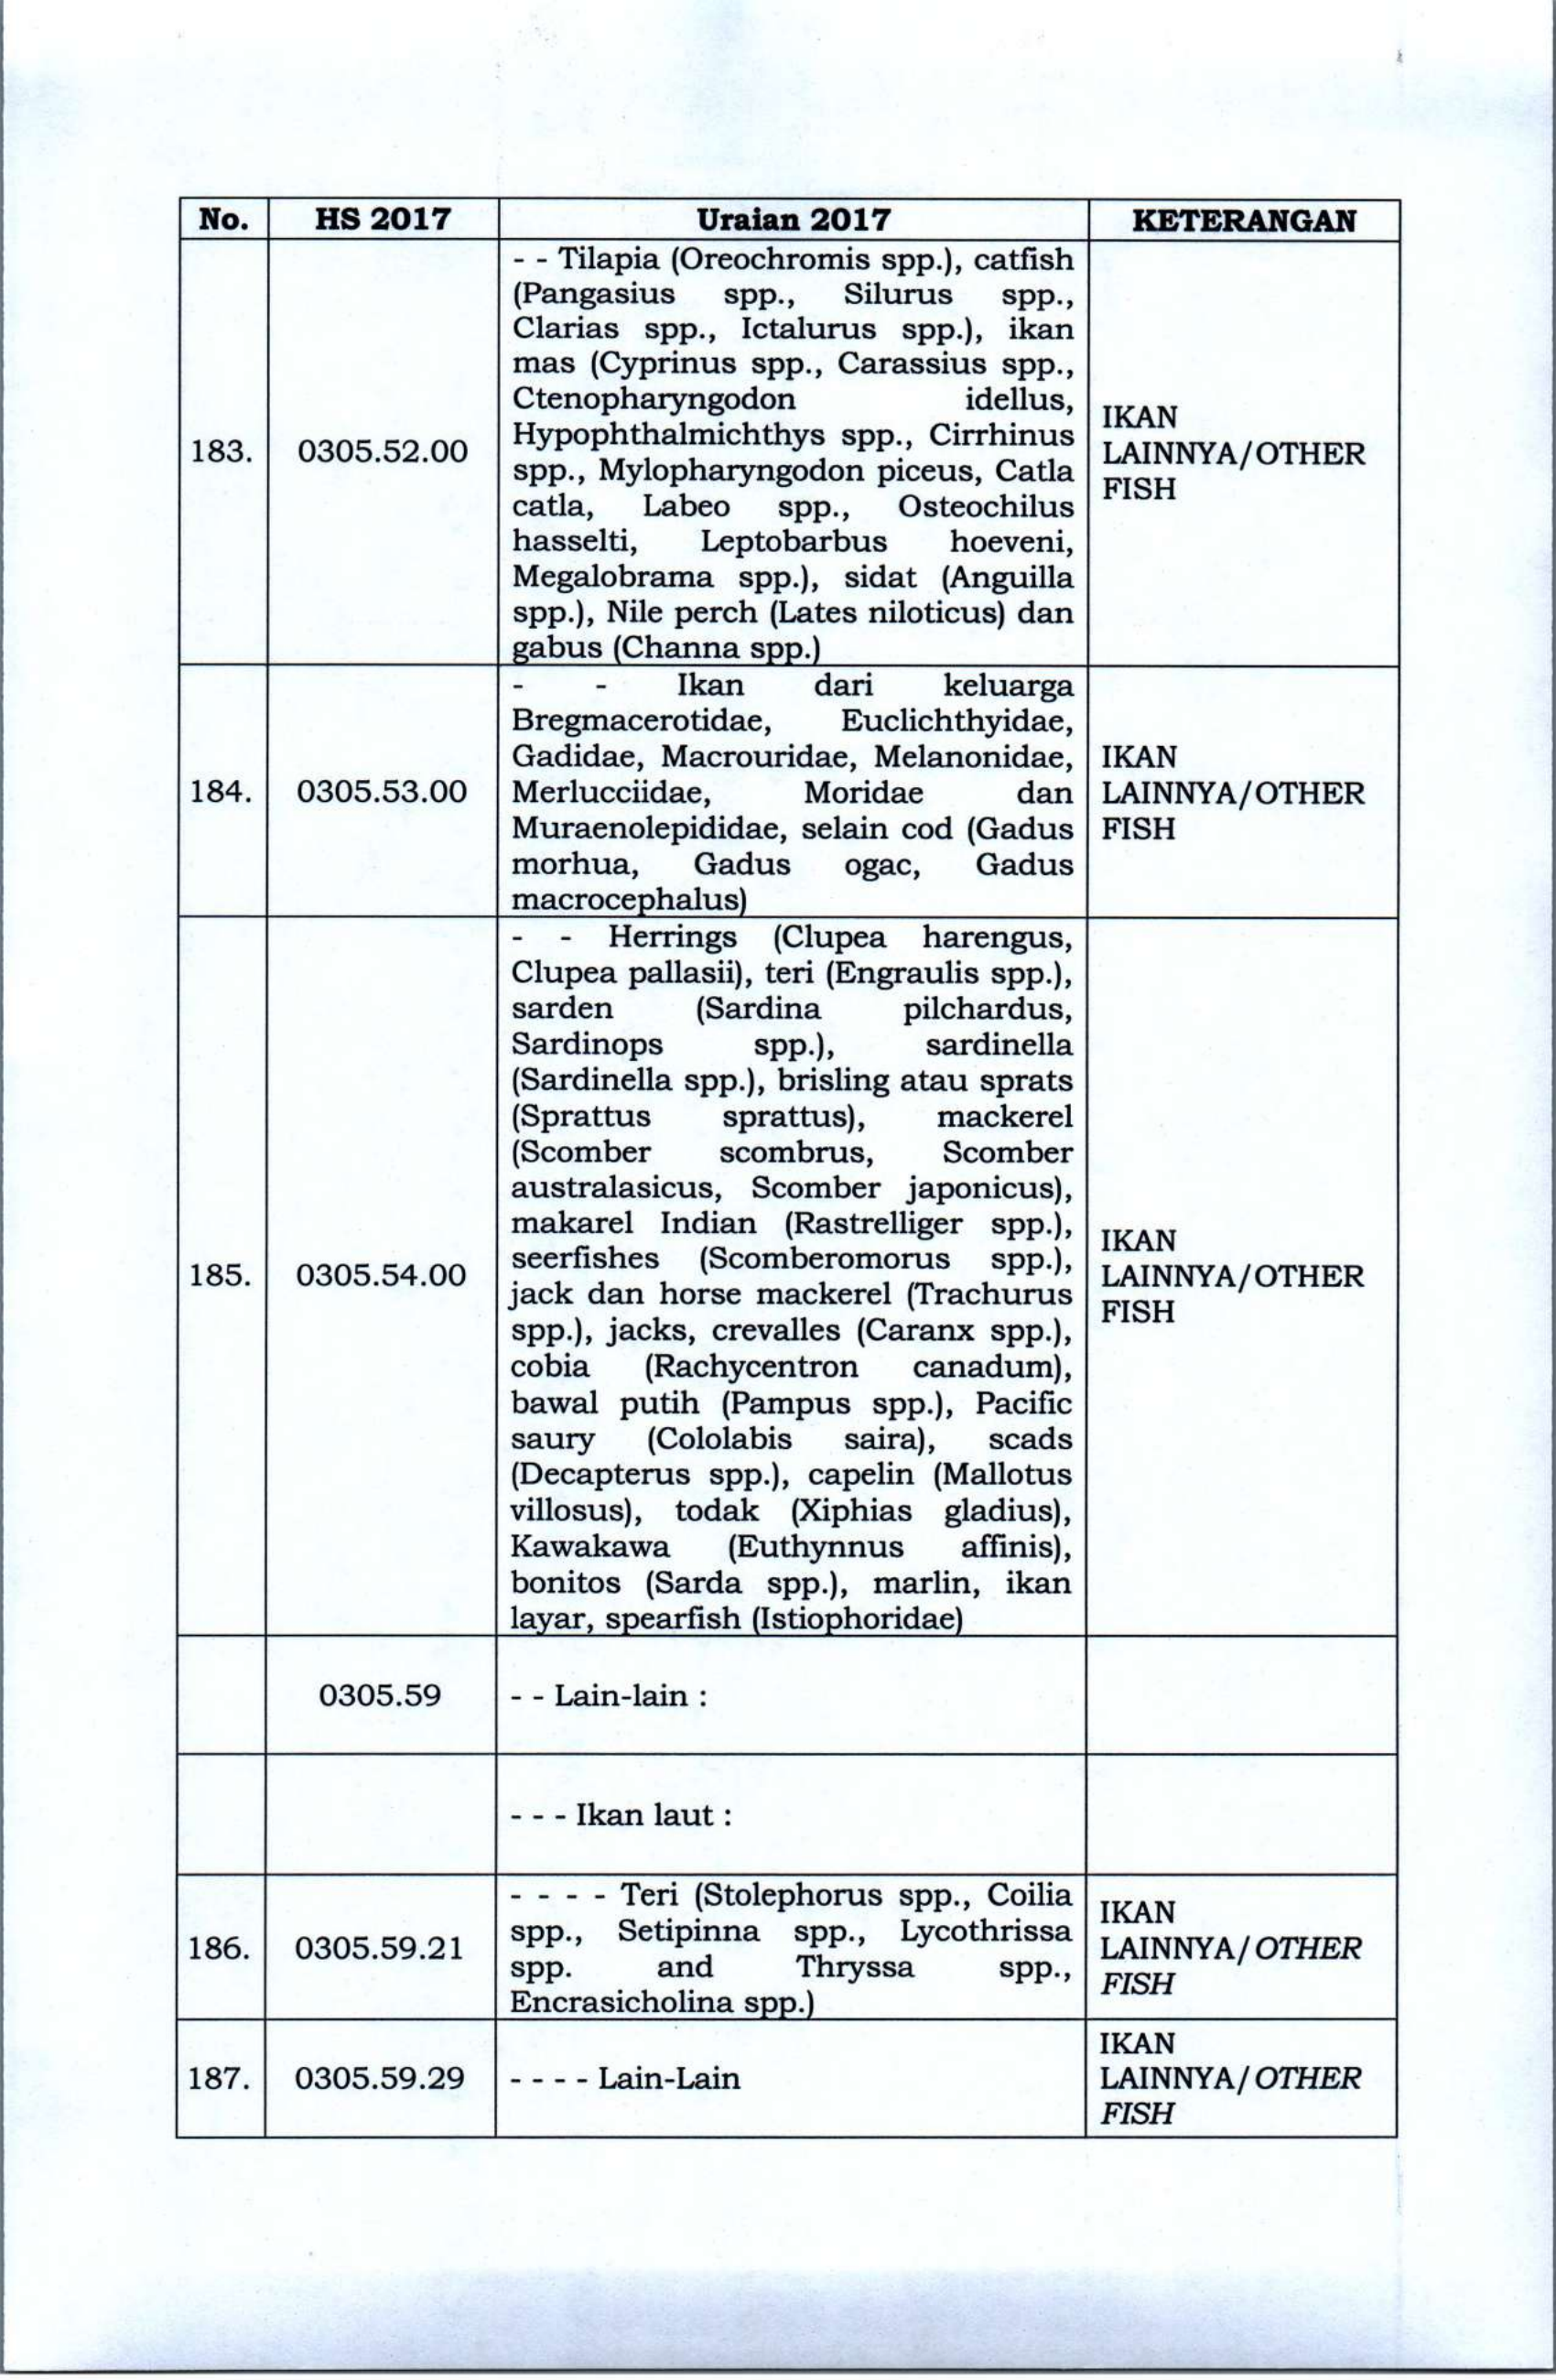 No. HS 2017 Uraian 2017 KETERANGAN
- - Tilapia (Oreochromis spp.), catfish
(Pangasius spp., Silurus spp.,
Clarias spp., Ictalurus spp.), ikan
mas (Cyprinus spp., Carassius spp.,
Ctenopharyngodon idellus,
Hypophthalmichthys spp., Cirrhinus
spp., Mylopharyngodon piceus, Catla
catla, Labeo spp., Osteochilus
hasselti, Leptobarbus hoeveni,
Megalobrama spp.), sidat (Anguilla
spp.), Nile perch (Lates niloticus) dan
gabus (Channa spp.)
183. 0305.52.00
IKAN
LAINNYA/OTHER
FISH
- - Ikan dari keluarga
Bregmacerotidae, Euclichthyidae,
Gadidae, Macrouridae, Melanonidae,
Merlucciidae, Moridae dan
Muraenolepididae, selain cod (Gadus
morhua, Gadus ogac, Gadus
macrocephalus)
184. 0305.53.00
IKAN
LAINNYA/OTHER
FISH
- - Herrings (Clupea harengus,
Clupea pallasii), teri (Engraulis spp.),
sarden (Sardina pilchardus,
Sardinops spp.), sardinella
(Sardinella spp.), brisling atau sprats
(Sprattus sprattus), mackerel
(Scomber scombrus, Scomber
australasicus, Scomber japonicus),
makarel Indian (Rastrelliger spp.),
seerfishes (Scomberomorus spp.),
jack dan horse mackerel (Trachurus
spp.), jacks, crevalles (Caranx spp.),
cobia (Rachycentron canadum),
bawal putih (Pampus spp.), Pacific
saury (Cololabis saira), scads
(Decapterus spp.), capelin (Mallotus
villosus), todak (Xiphias gladius),
Kawakawa (Euthynnus affinis),
bonitos (Sarda spp.), marlin, ikan
layar, spearfish (Istiophoridae)
185. 0305.54.00
IKAN
LAINNYA/OTHER
FISH
0305.59 - - Lain-lain :
- - - Ikan laut :
- - - - Teri (Stolephorus spp., Coilia
spp., Setipinna spp., Lycothrissa
spp. and Thryssa spp.,
Encrasicholina spp.)
186. 0305.59.21
IKAN
LAINNYA/OTHER
FISH
187. 0305.59.29 - - - - Lain-Lain
IKAN
LAINNYA/OTHER
FISH